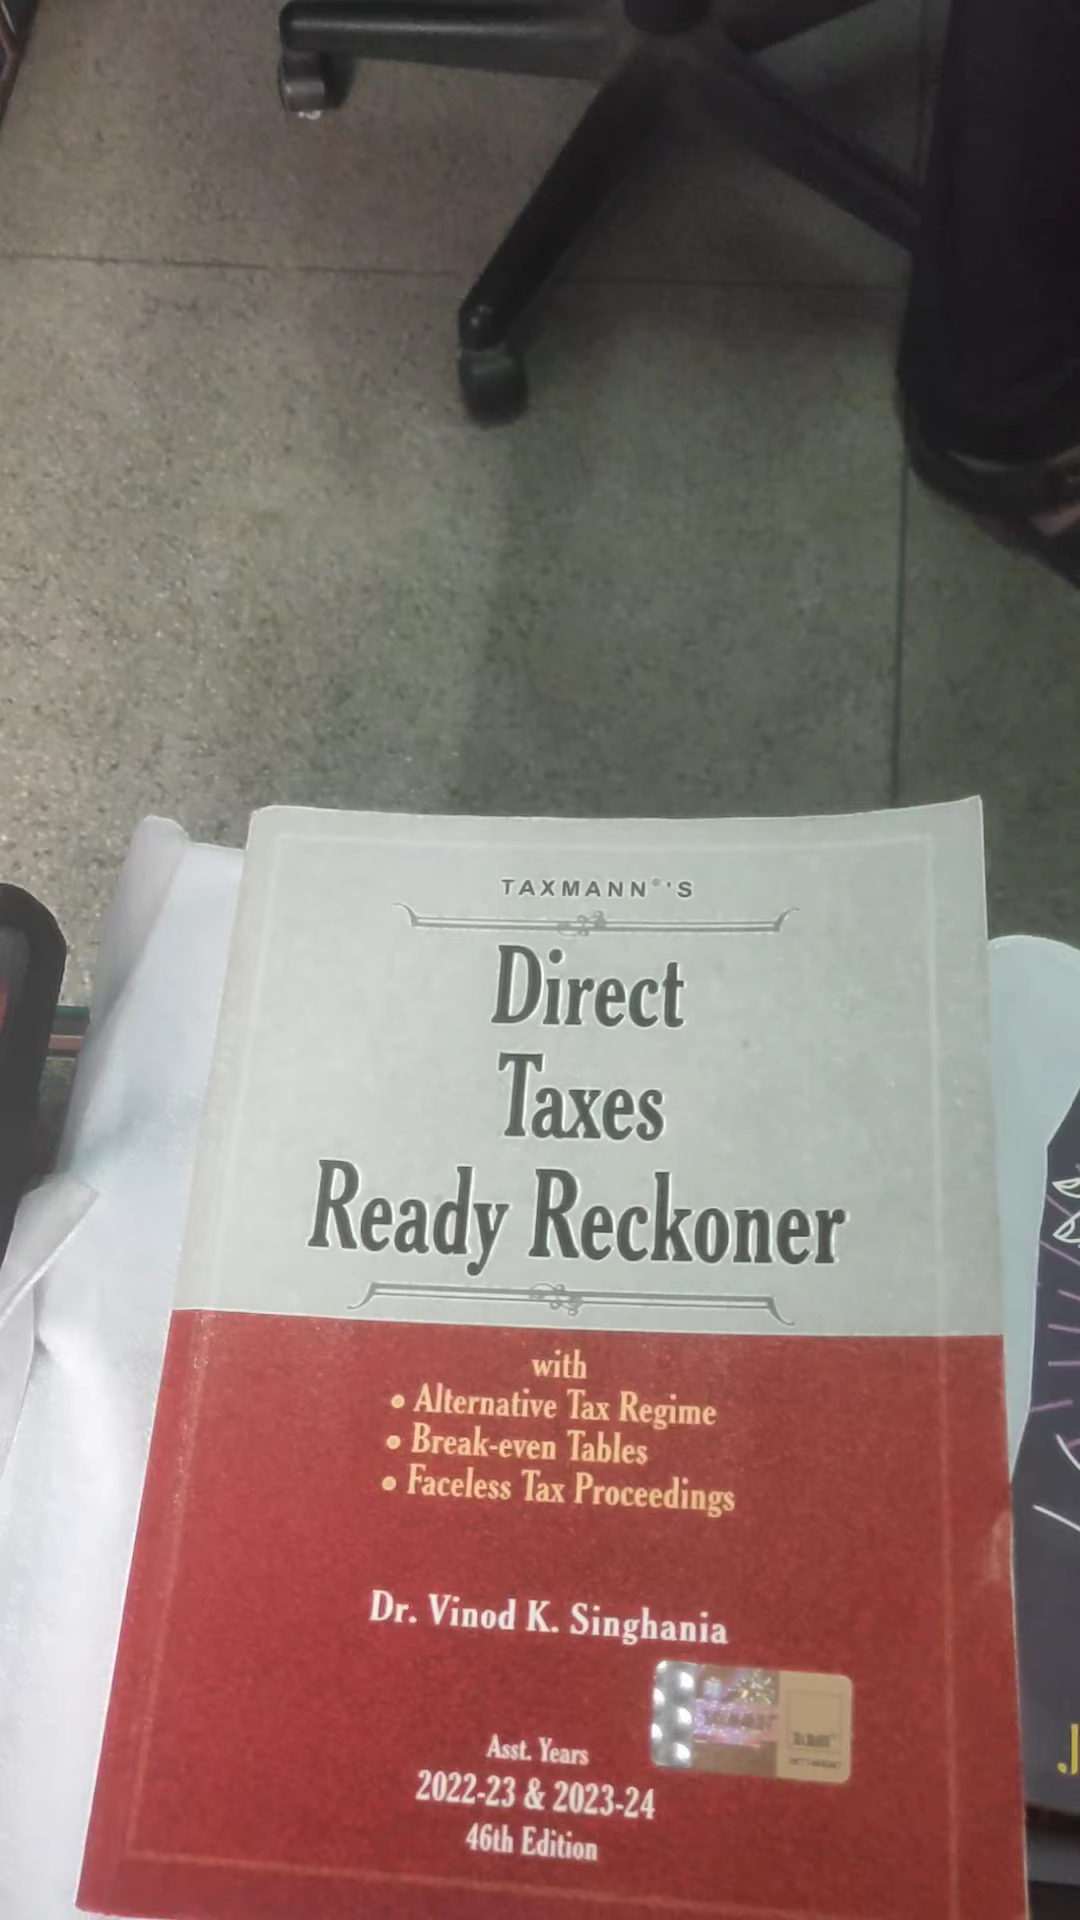 TAXMANN®'S
Direct
Taxes
Ready Reckoner
with
• Alternative Tax Regime
• Break-even Tables
• Faceless Tax Proceedings
Dr. Vinod K. Singhania
Asst. Years
2022-23 & 2023-24
46th Edition
J